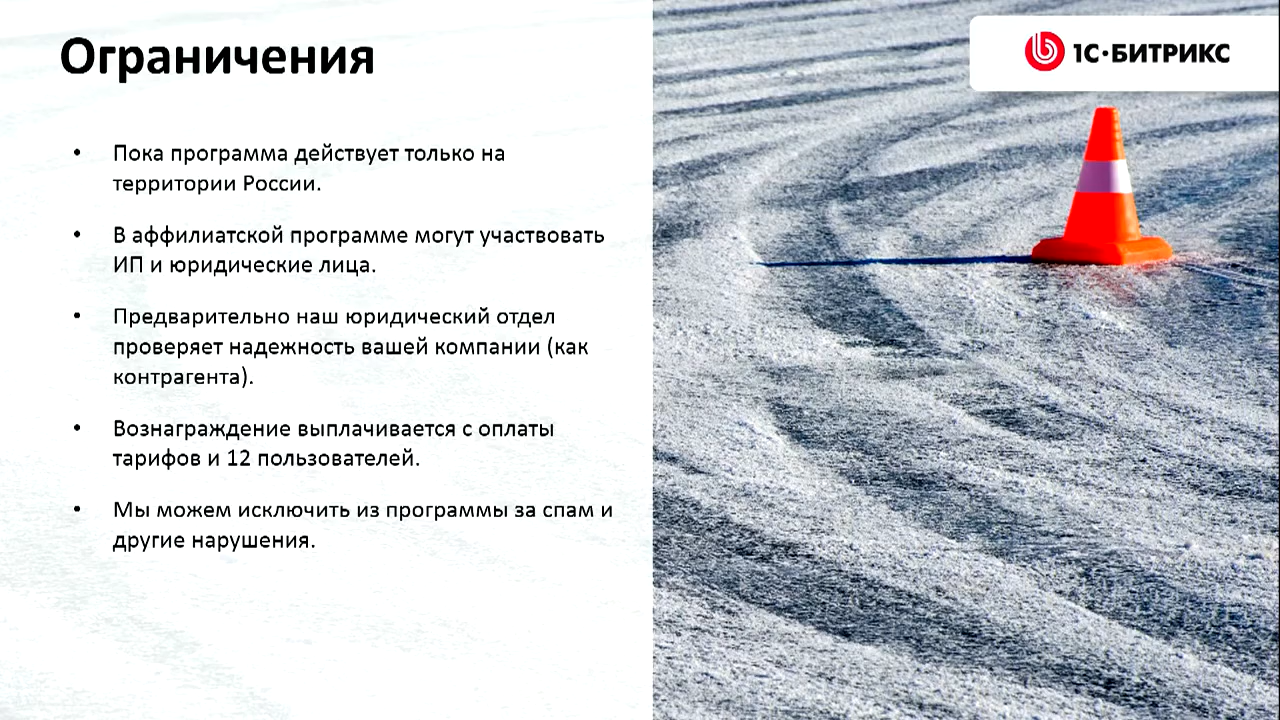 Ограничения
1С·БИТРИКС
• Пока программа действует только на
территории России.
• В аффилиатской программе могут участвовать
ИП и юридические лица.
• Предварительно наш юридический отдел
проверяет надежность вашей компании (как
контрагента).
• Вознаграждение выплачивается с оплаты
тарифов и 12 пользователей.
• Мы можем исключить из программы за спам и
другие нарушения.